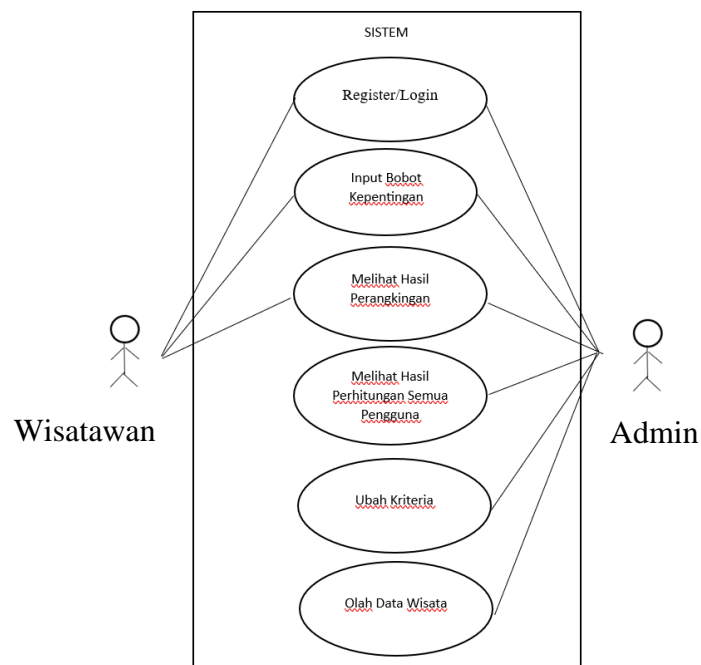 SISTEM
Register/Login
Input Bobot
Kepentingan
Melihat Hasil
Perangkingan
Melihat Hasil
Perhitungan Semua
Pengguna
Wisatawan
Admin
Ubah Kriteria
Olah Data Wisata